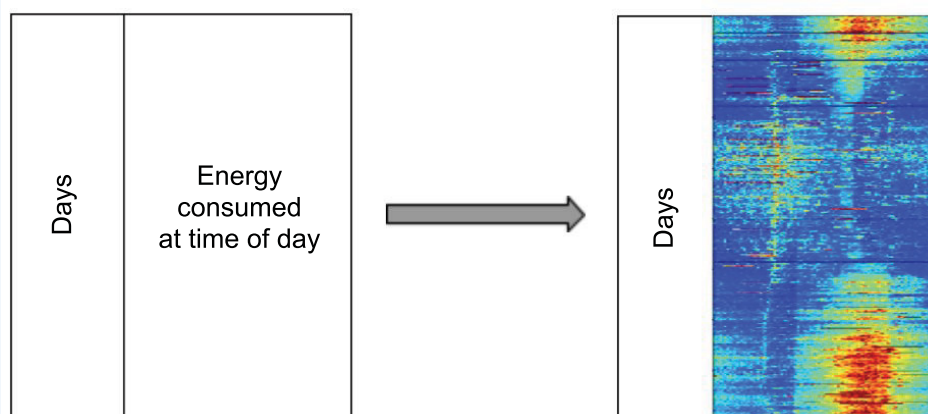 Days
Energy
consumed
at time of day
Days